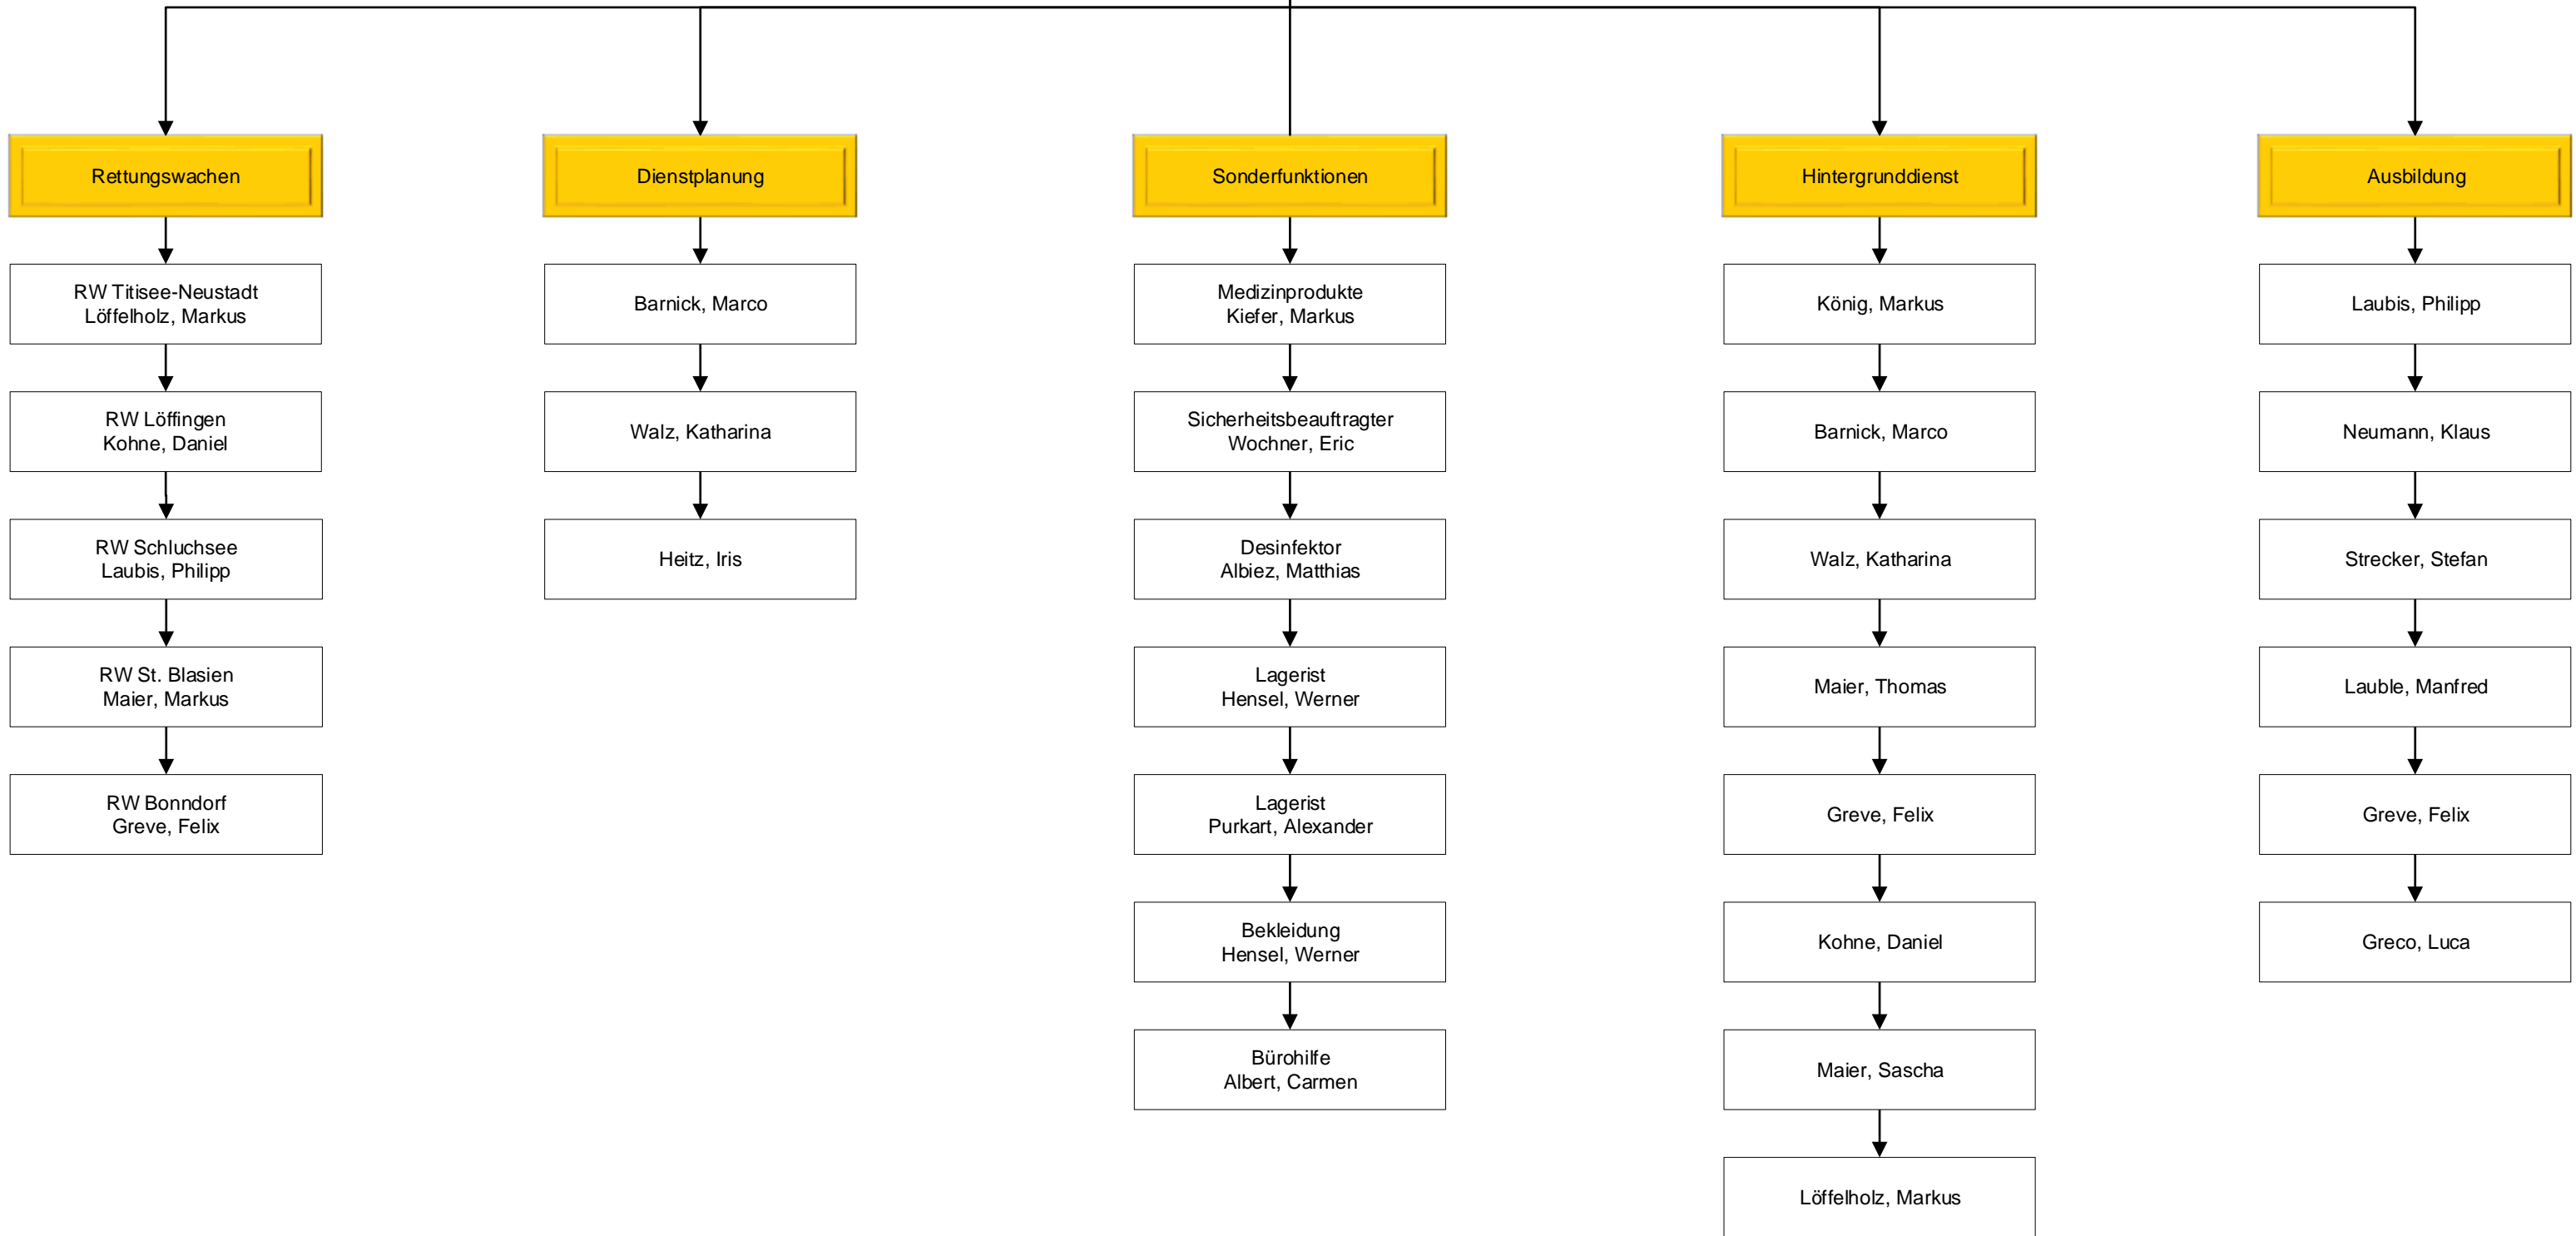 Rettungswachen
RW Titisee-Neustadt
Löffelholz, Markus
RW Löffingen
Kohne, Daniel
RW Schluchsee
Laubis, Philipp
RW St. Blasien
Maier, Markus
RW Bonndorf
Greve, Felix
Dienstplanung
Barnick, Marco
Walz, Katharina
Heitz, Iris
Sonderfunktionen
Medizinprodukte
Kiefer, Markus
Sicherheitsbeauftragter
Wochner, Eric
Desinfektor
Albiez, Matthias
Lagerist
Hensel, Werner
Lagerist
Purkart, Alexander
Bekleidung
Hensel, Werner
Bürohilfe
Albert, Carmen
Hintergrunddienst
König, Markus
Barnick, Marco
Walz, Katharina
Maier, Thomas
Greve, Felix
Kohne, Daniel
Maier, Sascha
Löffelholz, Markus
Ausbildung
Laubis, Philipp
Neumann, Klaus
Strecker, Stefan
Lauble, Manfred
Greve, Felix
Greco, Luca